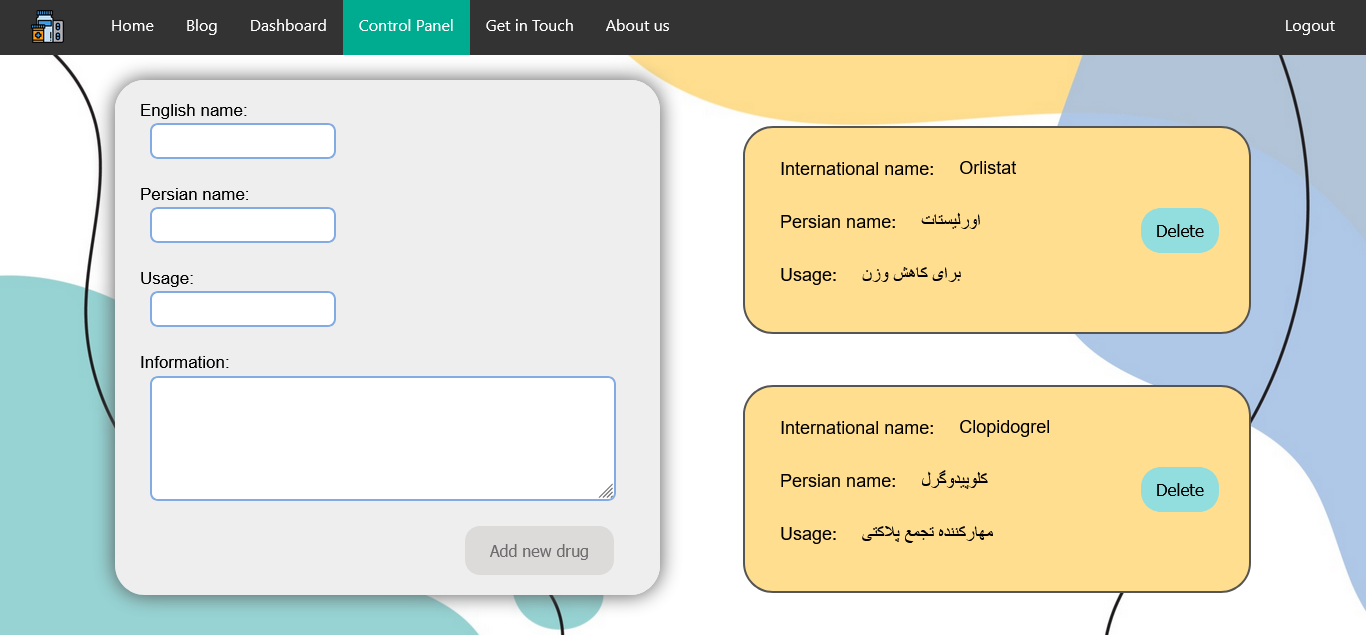 Home Blog Dashboard Control Panel Get in Touch About us Logout
English name:
Persian name:
Usage:
Information:
Add new drug
International name: Orlistat
Persian name: اورلیستات
Usage: برای کاهش وزن
Delete
International name: Clopidogrel
Persian name: کلوپیدوگرل
Usage: مهارکننده تجمع پلاکتی
Delete